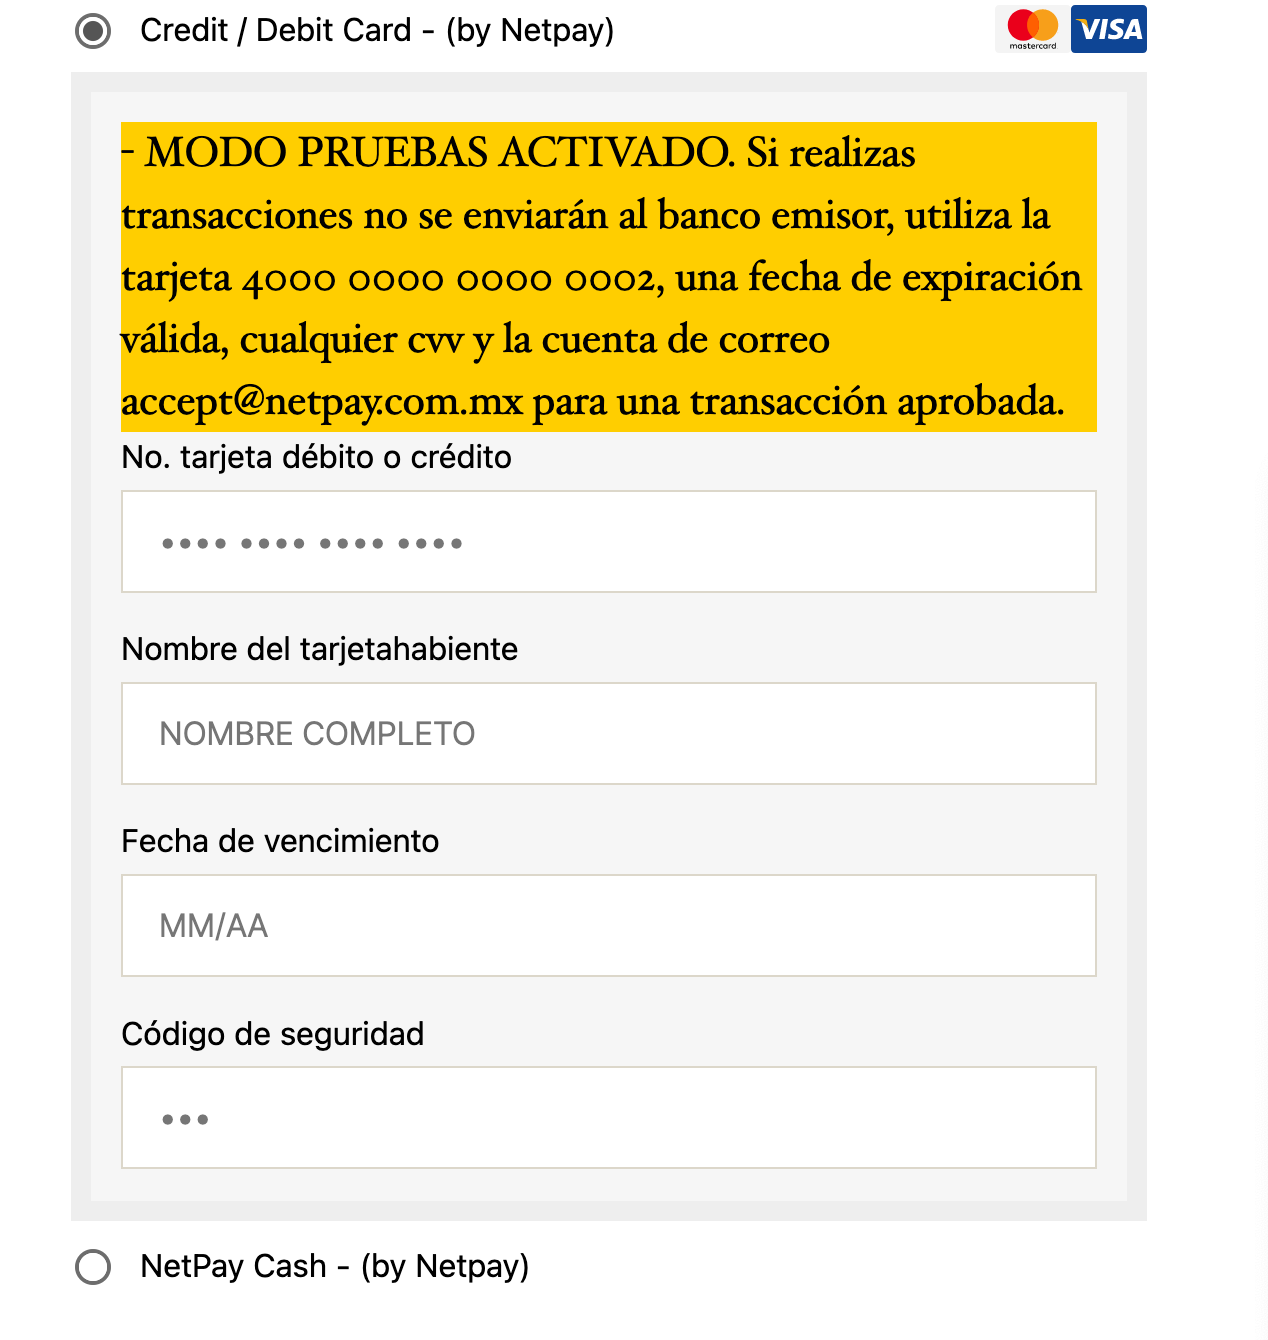 Credit / Debit Card - (by Netpay)
mastercard
VISA
- MODO PRUEBAS ACTIVADO. Si realizas
transacciones no se enviarán al banco emisor, utiliza la
tarjeta 4000 0000 0000 0002, una fecha de expiración
válida, cualquier cvv y la cuenta de correo
accept@netpay.com.mx para una transacción aprobada.
No. tarjeta débito o crédito
•••• •••• •••• ••••
Nombre del tarjetahabiente
NOMBRE COMPLETO
Fecha de vencimiento
MM/AA
Código de seguridad
•••
NetPay Cash - (by Netpay)